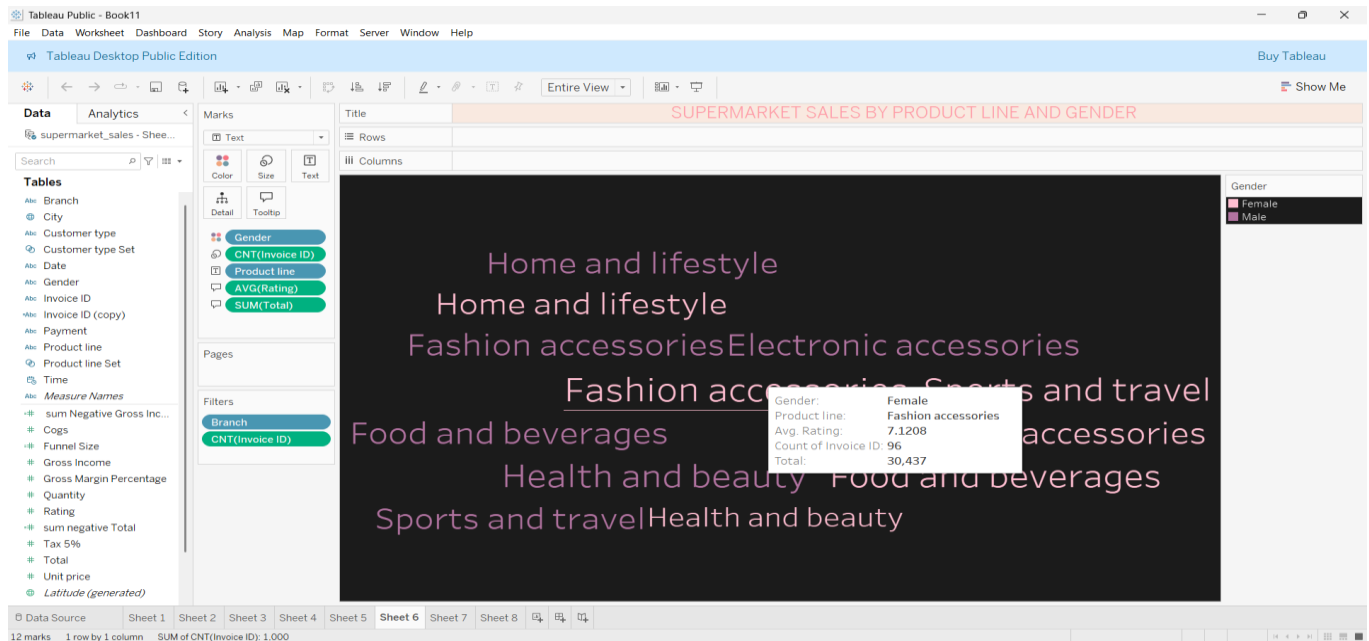 Tableau Public - Book11
File Data Worksheet Dashboard Story Analysis Map Format Server Window Help
Tableau Desktop Public Edition Buy Tableau
Entire View Show Me
Data Analytics
supermarket_sales - Shee...
Search
Tables
Abc Branch
City
Abc Customer type
Customer type Set
Abc Date
Abc Gender
Abc Invoice ID
=Abc Invoice ID (copy)
Abc Payment
Abc Product line
Product line Set
Time
Abc Measure Names
=# sum Negative Gross Inc...
# Cogs
=# Funnel Size
# Gross Income
# Gross Margin Percentage
# Quantity
# Rating
=# sum negative Total
# Tax 5%
# Total
# Unit price
Latitude (generated)
Marks
Text
Color Size Text
Detail Tooltip
Gender
CNT(Invoice ID)
Product line
AVG(Rating)
SUM(Total)
Pages
Filters
Branch
CNT(Invoice ID)
Title SUPERMARKET SALES BY PRODUCT LINE AND GENDER
Rows
Columns
Home and lifestyle
Home and lifestyle
Fashion accessories Electronic accessories
Fashion accessories Sports and travel
Gender: Female
Product line: Fashion accessories
Avg. Rating: 7.1208
Count of Invoice ID: 96
Total: 30,437
Food and beverages accessories
Health and beauty Food and beverages
Sports and travel Health and beauty
Gender
Female
Male
Data Source Sheet 1 Sheet 2 Sheet 3 Sheet 4 Sheet 5 Sheet 6 Sheet 7 Sheet 8
12 marks 1 row by 1 column SUM of CNT(Invoice ID): 1.000